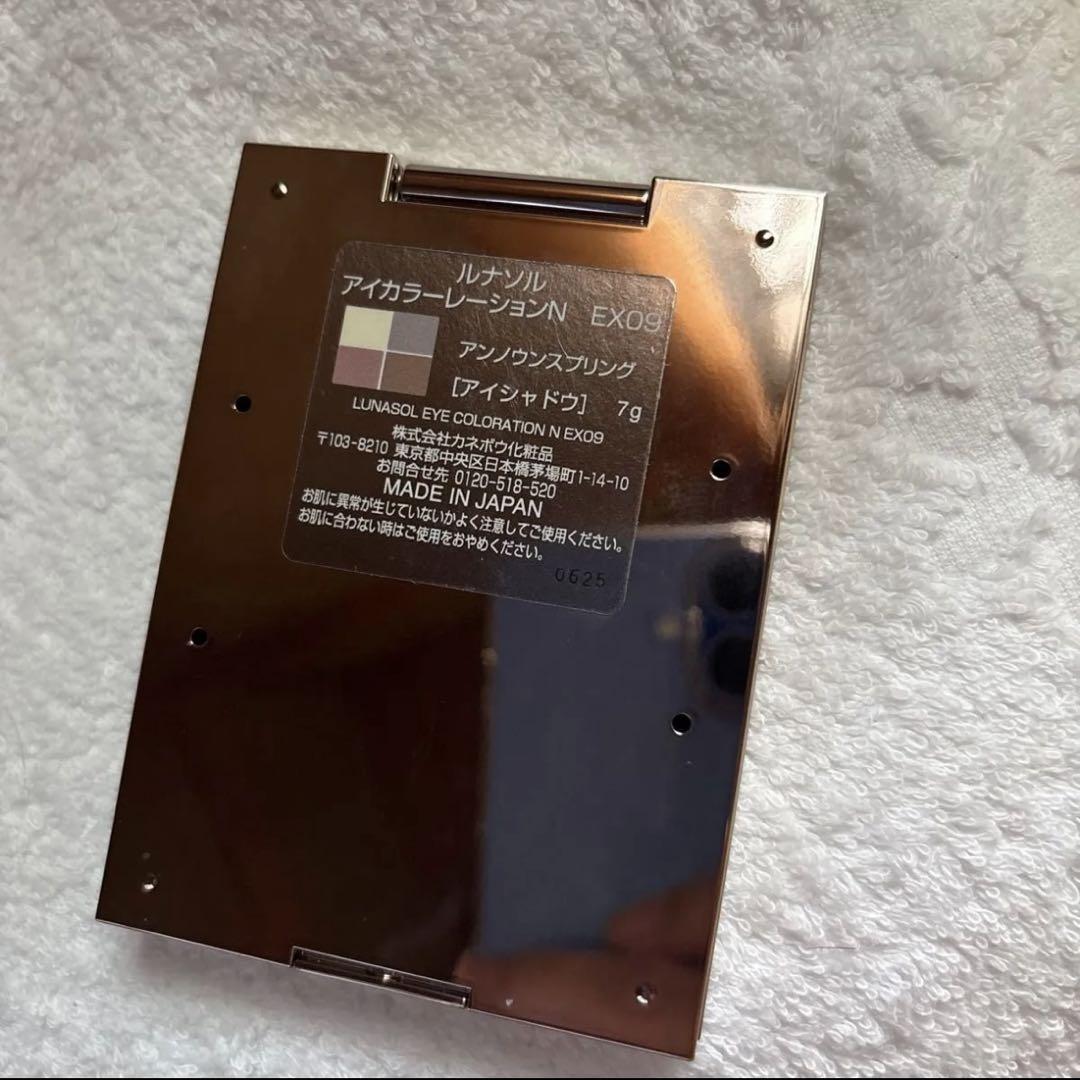 ルナソル
アイカラーレーションN EX09
アンノウンスプリング
[アイシャドウ] 7g
LUNASOL EYE COLORATION N EX09
株式会社カネボウ化粧品
〒103-8210 東京都中央区日本橋茅場町1-14-10
お問合せ先 0120-518-520
MADE IN JAPAN
お肌に異常が生じていないかよく注意してご使用ください。
お肌に合わない時はご使用をおやめください。
0625